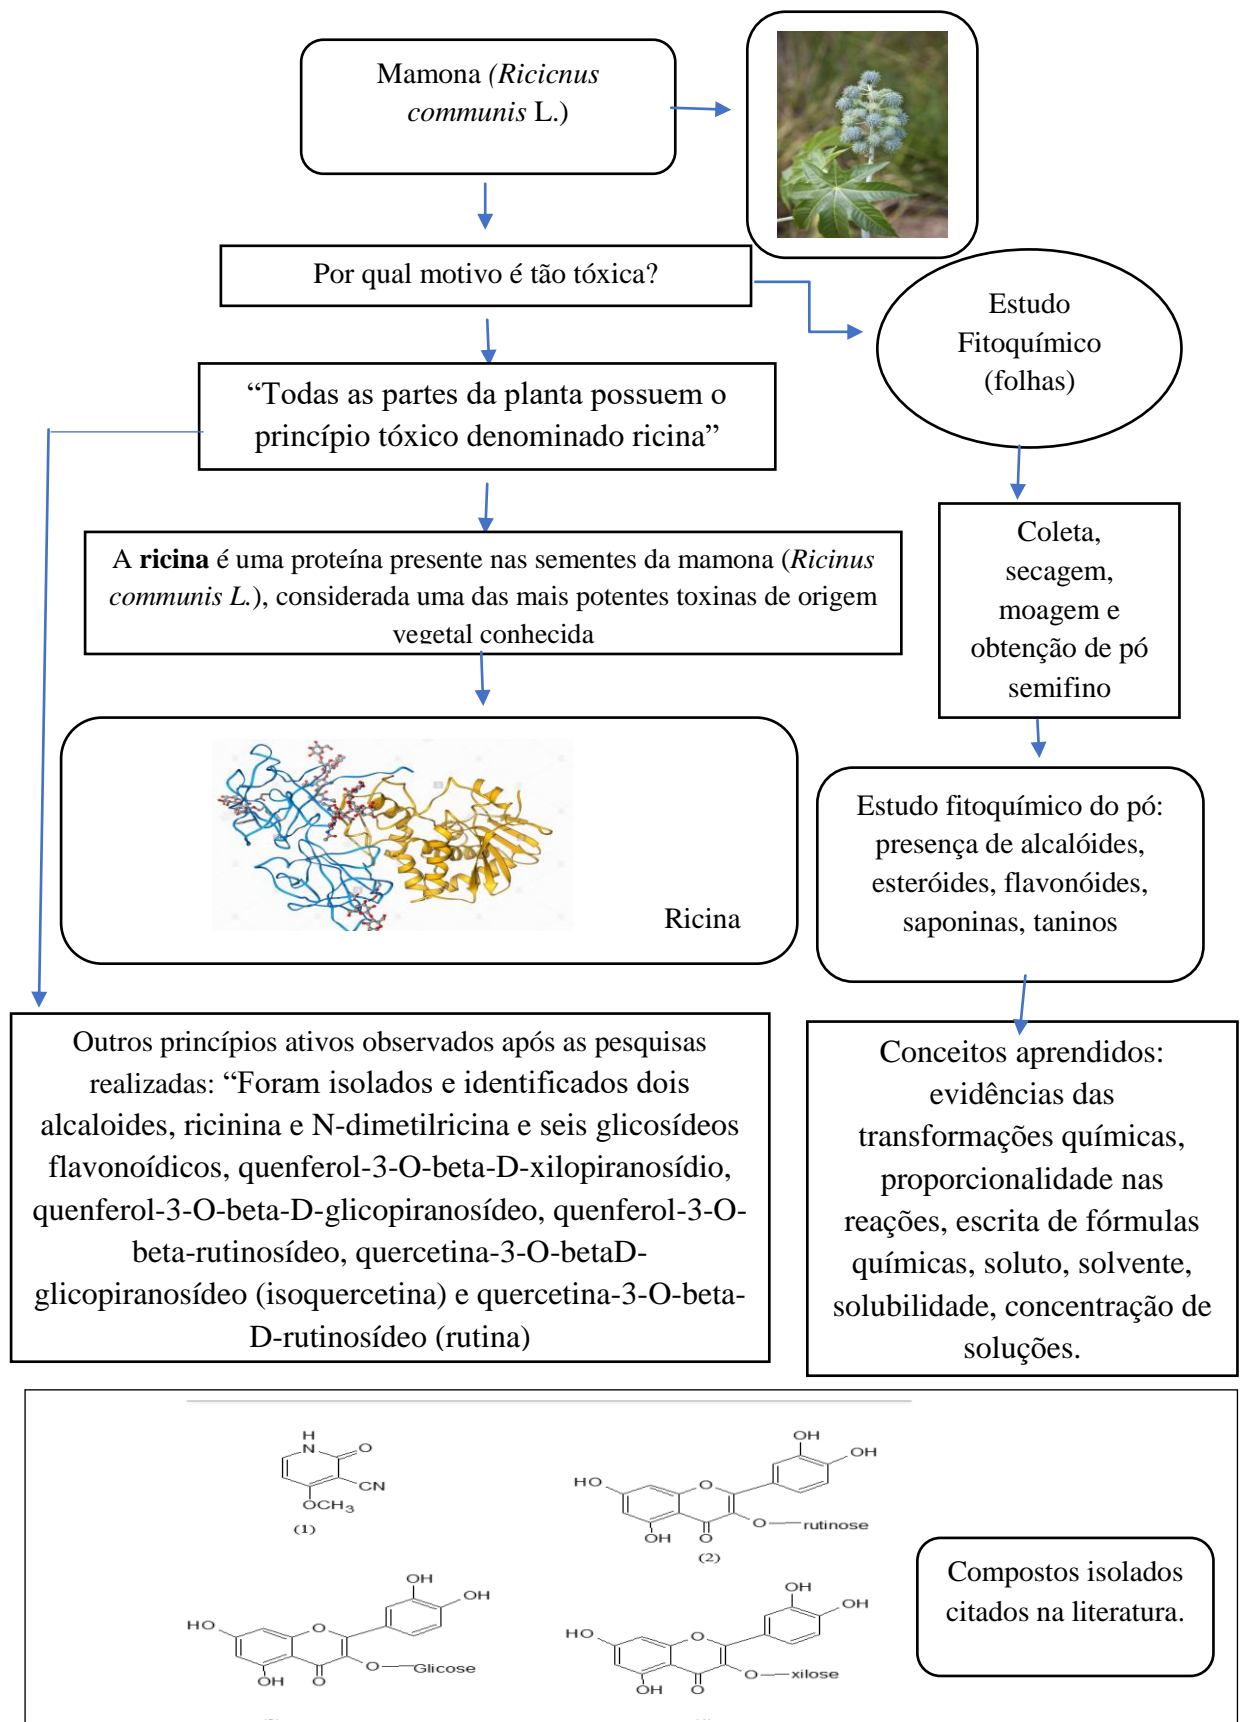 Mamona (Ricicnus
communis L.)
Por qual motivo é tão tóxica?
Estudo
Fitoquímico
(folhas)
“Todas as partes da planta possuem o
princípio tóxico denominado ricina”
A ricina é uma proteína presente nas sementes da mamona (Ricinus
communis L.), considerada uma das mais potentes toxinas de origem
vegetal conhecida
Coleta,
secagem,
moagem e
obtenção de pó
semifino
Ricina
Estudo fitoquímico do pó:
presença de alcalóides,
esteróides, flavonóides,
saponinas, taninos
Outros princípios ativos observados após as pesquisas
realizadas: “Foram isolados e identificados dois
alcaloides, ricinina e N-dimetilricina e seis glicosídeos
flavonoídicos, quenferol-3-O-beta-D-xilopiranosídio,
quenferol-3-O-beta-D-glicopiranosídeo, quenferol-3-O-
beta-rutinosídeo, quercetina-3-O-betaD-
glicopiranosídeo (isoquercetina) e quercetina-3-O-beta-
D-rutinosídeo (rutina)
Conceitos aprendidos:
evidências das
transformações químicas,
proporcionalidade nas
reações, escrita de fórmulas
químicas, soluto, solvente,
solubilidade, concentração de
soluções.
H
N
O
CN
OCH3
(1)
HO
OH
HO
O
O
rutinose
OH
O
(2)
OH
OH
HO
O
O
Glicose
OH
O
HO
OH
HO
O
O
xilose
OH
O
Compostos isolados
citados na literatura.